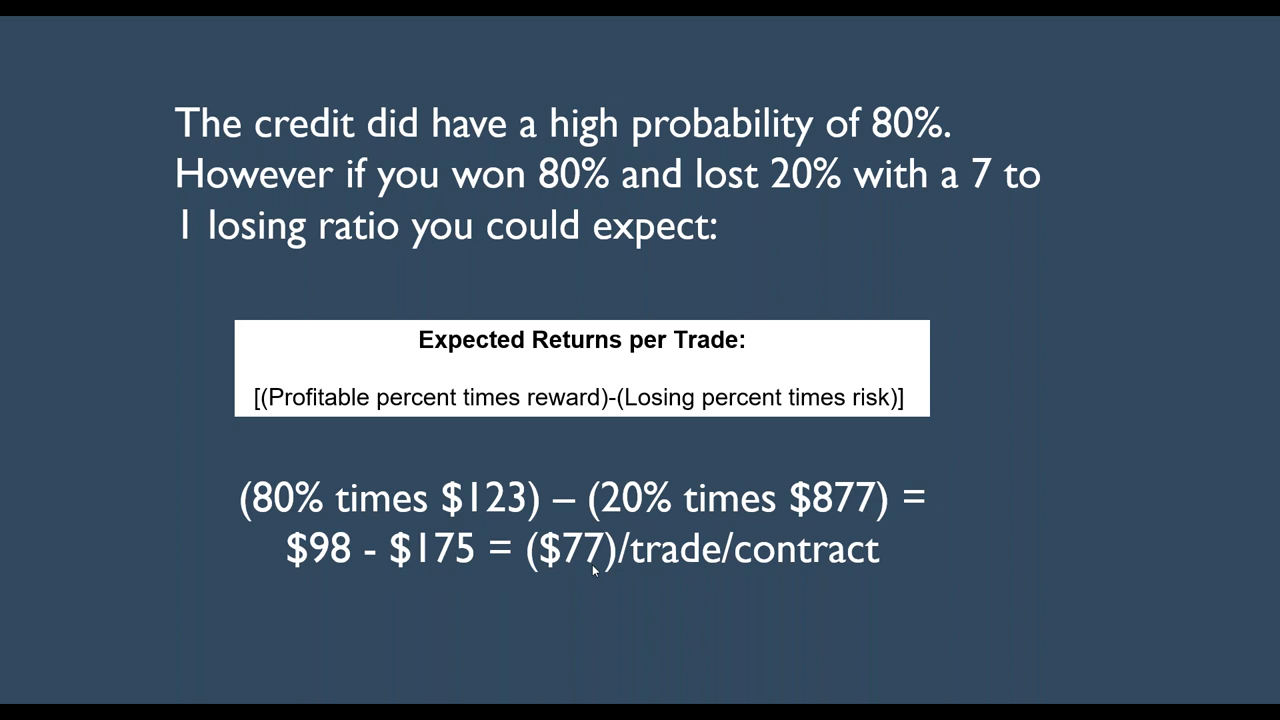 The credit did have a high probability of 80%.
However if you won 80% and lost 20% with a 7 to
1 losing ratio you could expect:
Expected Returns per Trade:
[(Profitable percent times reward)-(Losing percent times risk)]
(80% times $123) – (20% times $877) =
$98 - $175 = ($77)/trade/contract